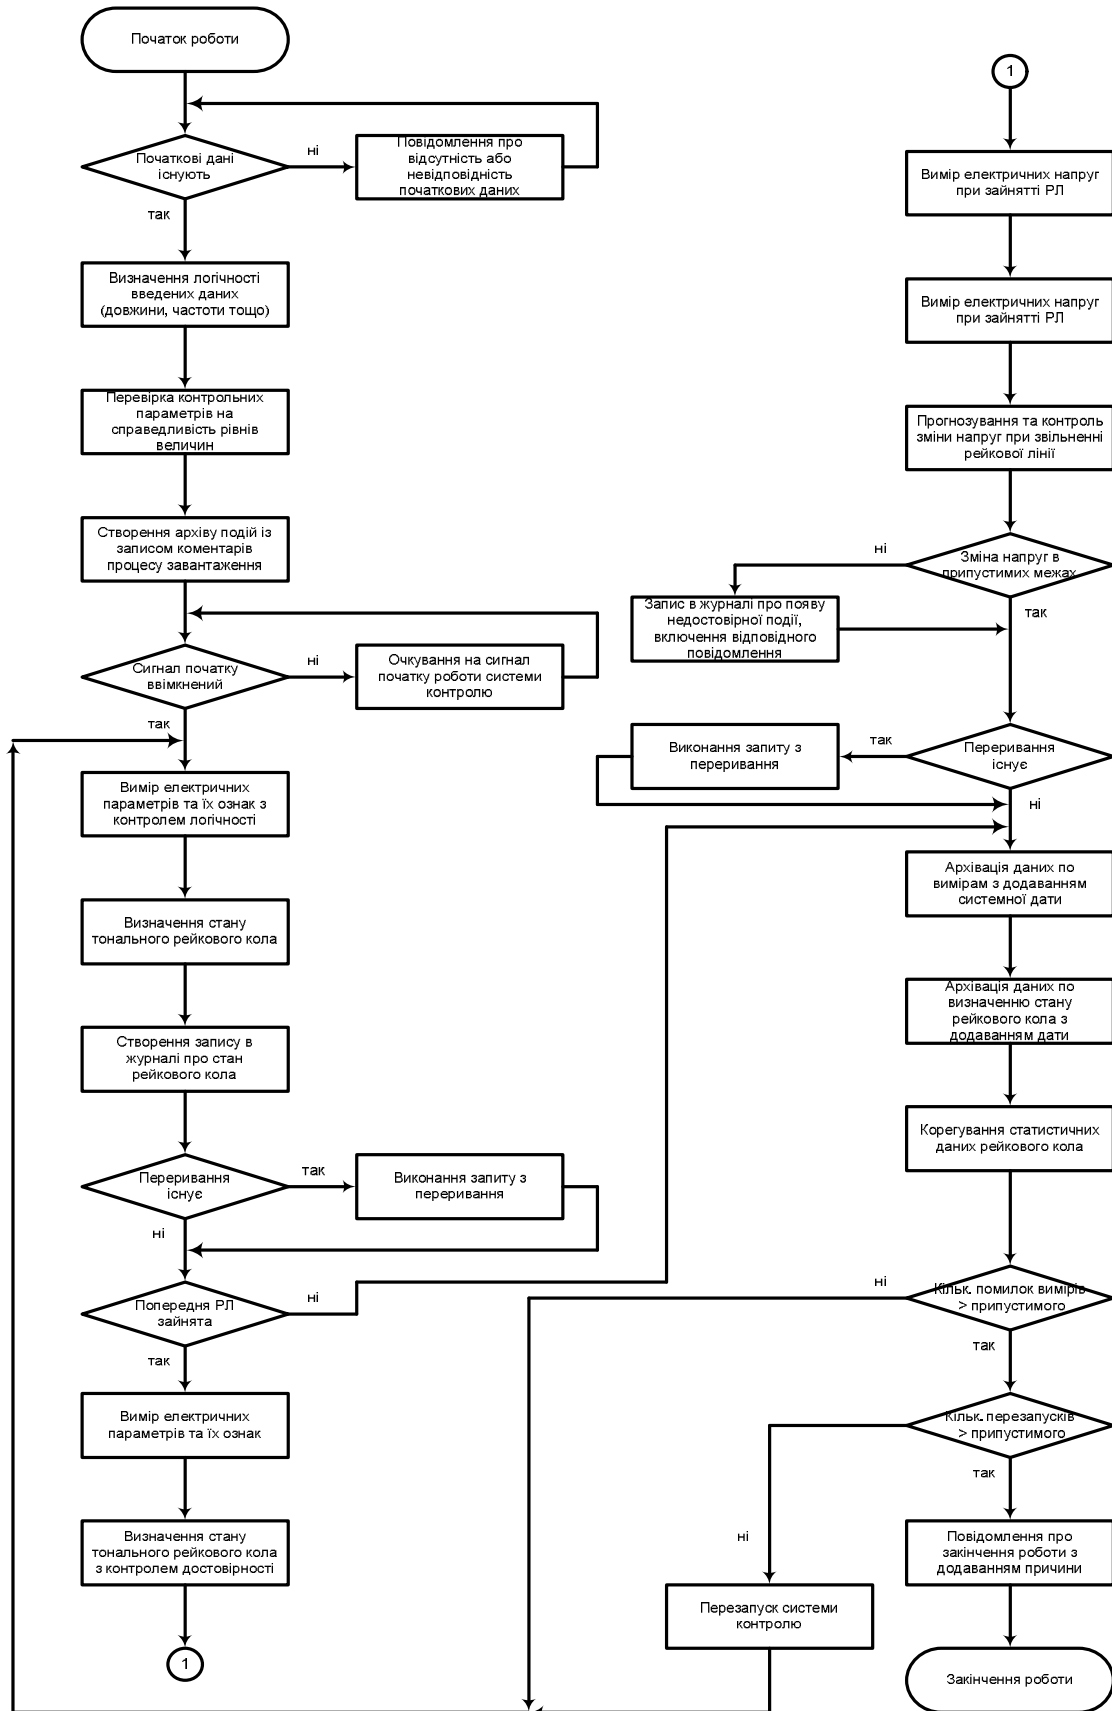 Початок роботи
Початкові дані
існують
ні
Повідомлення про
відсутність або
невідповідність
початкових даних
так
Визначення логічності
введених даних
(довжини, частоти тощо)
Перевірка контрольних
параметрів на
справедливість рівнів
величин
Створення архіву подій із
записом коментарів
процесу завантаження
Сигнал початку
ввімкнений
ні
Очкування на сигнал
початку роботи системи
контролю
так
Вимір електричних
параметрів та їх ознак з
контролем логічності
Визначення стану
тонального рейкового кола
Створення запису в
журналі про стан
рейкового кола
Переривання
існує
так
Виконання запиту з
переривання
ні
Попередня РЛ
зайнята
ні
так
Вимір електричних
параметрів та їх ознак
Визначення стану
тонального рейкового кола
з контролем достовірності
1
1
Вимір електричних напруг
при зайнятті РЛ
Вимір електричних напруг
при зайнятті РЛ
Прогнозування та контроль
зміни напруг при звільненні
рейкової лінії
Зміна напруг в
припустимих межах
ні
Запис в журналі про появу
недостовірної події,
включення відповідного
повідомлення
так
Переривання
існує
так
Виконання запиту з
переривання
ні
Архівація даних по
вимірам з додаванням
системної дати
Архівація даних по
визначенню стану
рейкового кола з
додаванням дати
Корегування статистичних
даних рейкового кола
Кільк. помилок вимірів
> припустимого
ні
так
Кільк. перезапусків
> припустимого
так
ні
Повідомлення про
закінчення роботи з
додаванням причини
Перезапуск системи
контролю
Закінчення роботи